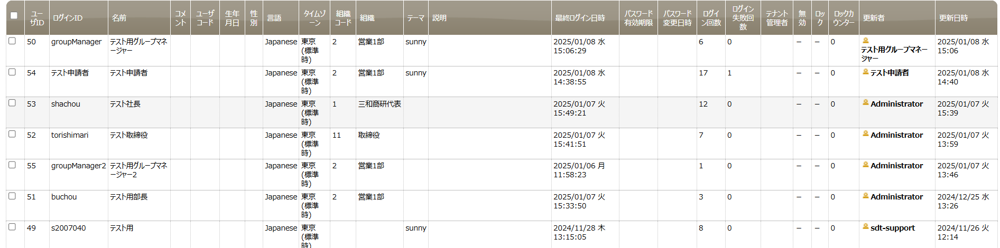 ユーザID ログインID 名前 コメント ユーザコード 生年月日 性別 言語 タイムゾーン 組織コード 組織 テーマ 説明 最終ログイン日時 パスワード有効期限 パスワード変更日時 ログイン回数 ログイン失敗回数 テナント管理者 無効 ロック ロックカウンター 更新者 更新日時
50 groupManager テスト用グループマネージャー Japanese 東京(標準時) 2 営業1部 sunny 2025/01/08 水 15:06:29 6 0 − − 0 テスト用グループマネージャー 2025/01/08 水 15:06
54 テスト申請者 テスト申請者 Japanese 東京(標準時) 2 営業1部 sunny 2025/01/08 水 14:38:55 17 1 − − 0 テスト申請者 2025/01/08 水 14:40
53 shachou テスト社長 Japanese 東京(標準時) 1 三和商研代表 2025/01/07 火 15:49:21 12 0 − − 0 Administrator 2025/01/07 火 15:39
52 torishimari テスト取締役 Japanese 東京(標準時) 11 取締役 2025/01/07 火 15:41:51 7 0 − − 0 Administrator 2025/01/07 火 13:59
55 groupManager2 テスト用グループマネージャー2 Japanese 東京(標準時) 2 営業1部 2025/01/06 月 11:58:23 1 0 − − 0 Administrator 2025/01/07 火 13:46
51 buchou テスト用部長 Japanese 東京(標準時) 2 営業1部 2025/01/07 火 15:33:50 3 0 − − 0 Administrator 2024/12/25 水 13:26
49 s2007040 テスト用 Japanese 東京(標準時) sunny 2024/11/28 木 13:15:05 8 0 − − 0 sdt-support 2024/11/26 火 12:14